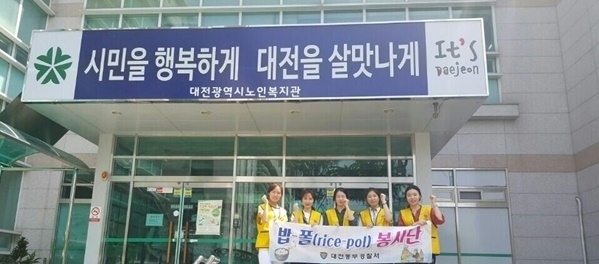 시민을 행복하게 대전을 살맛나게
It's Daejeon
대전광역시노인복지관
밥-폴(rice-pol) 봉사단
대전동부경찰서